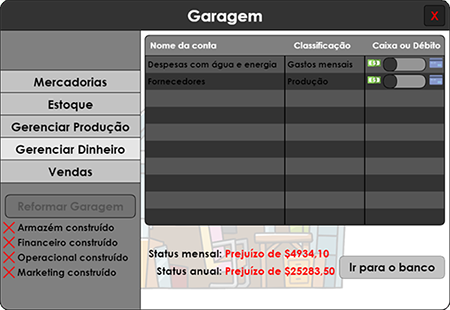 Garagem
X
Mercadorias
Estoque
Gerenciar Produção
Gerenciar Dinheiro
Vendas
Reformar Garagem
Armazém construído
Financeiro construído
Operacional construído
Marketing construído
Nome da conta Classificação Caixa ou Débito
Despesas com água e energia Gastos mensais
Fornecedores Produção
Status mensal: Prejuízo de $4934,10
Status anual: Prejuízo de $25283,50
Ir para o banco